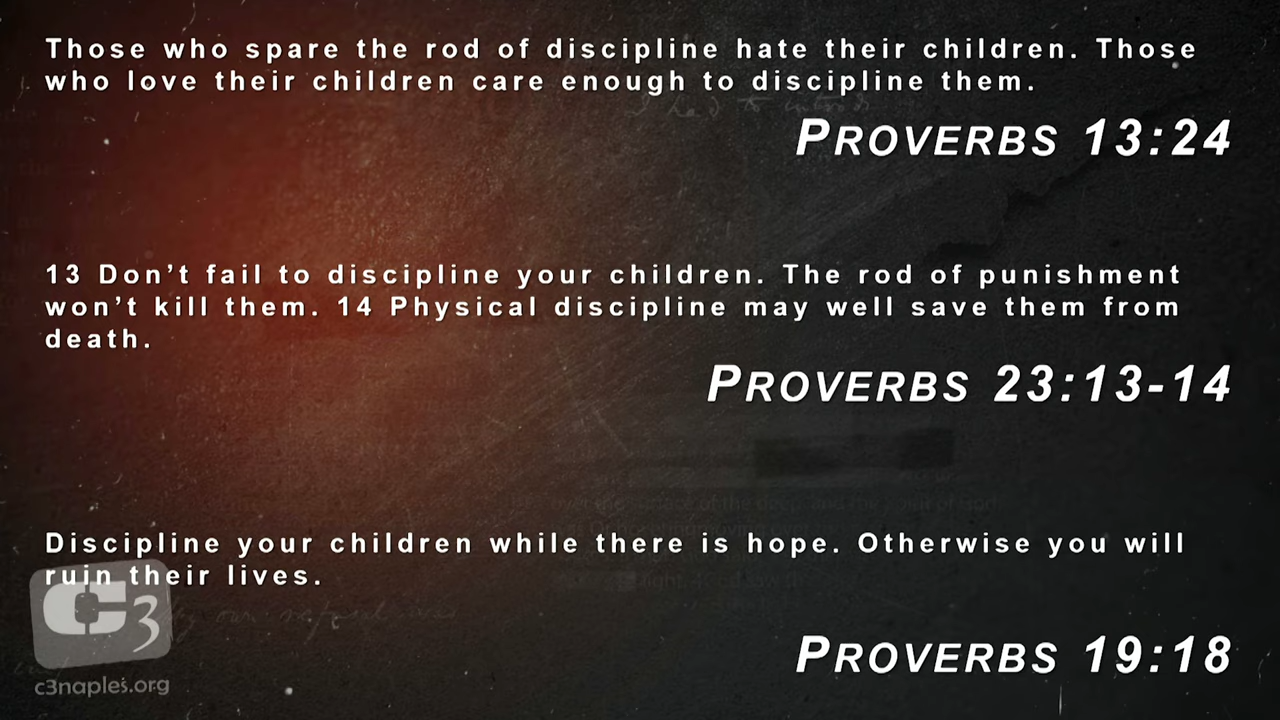 Those who spare the rod of discipline hate their children. Those
who love their children care enough to discipline them.
PROVERBS 13:24
13 Don't fail to discipline your children. The rod of punishment
won't kill them. 14 Physical discipline may well save them from
death.
PROVERBS 23:13-14
Discipline your children while there is hope. Otherwise you will
ruin their lives.
C3
c3naples.org
PROVERBS 19:18